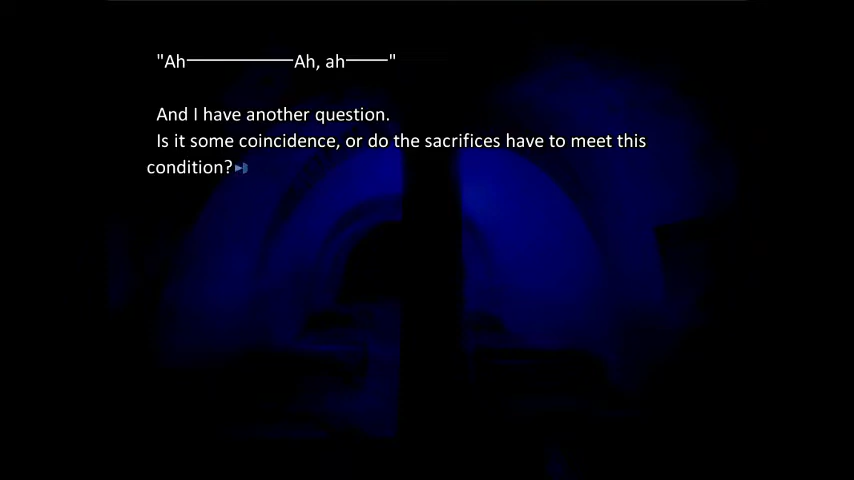 "Ah――――――Ah, ah――"
And I have another question.
Is it some coincidence, or do the sacrifices have to meet this
condition?